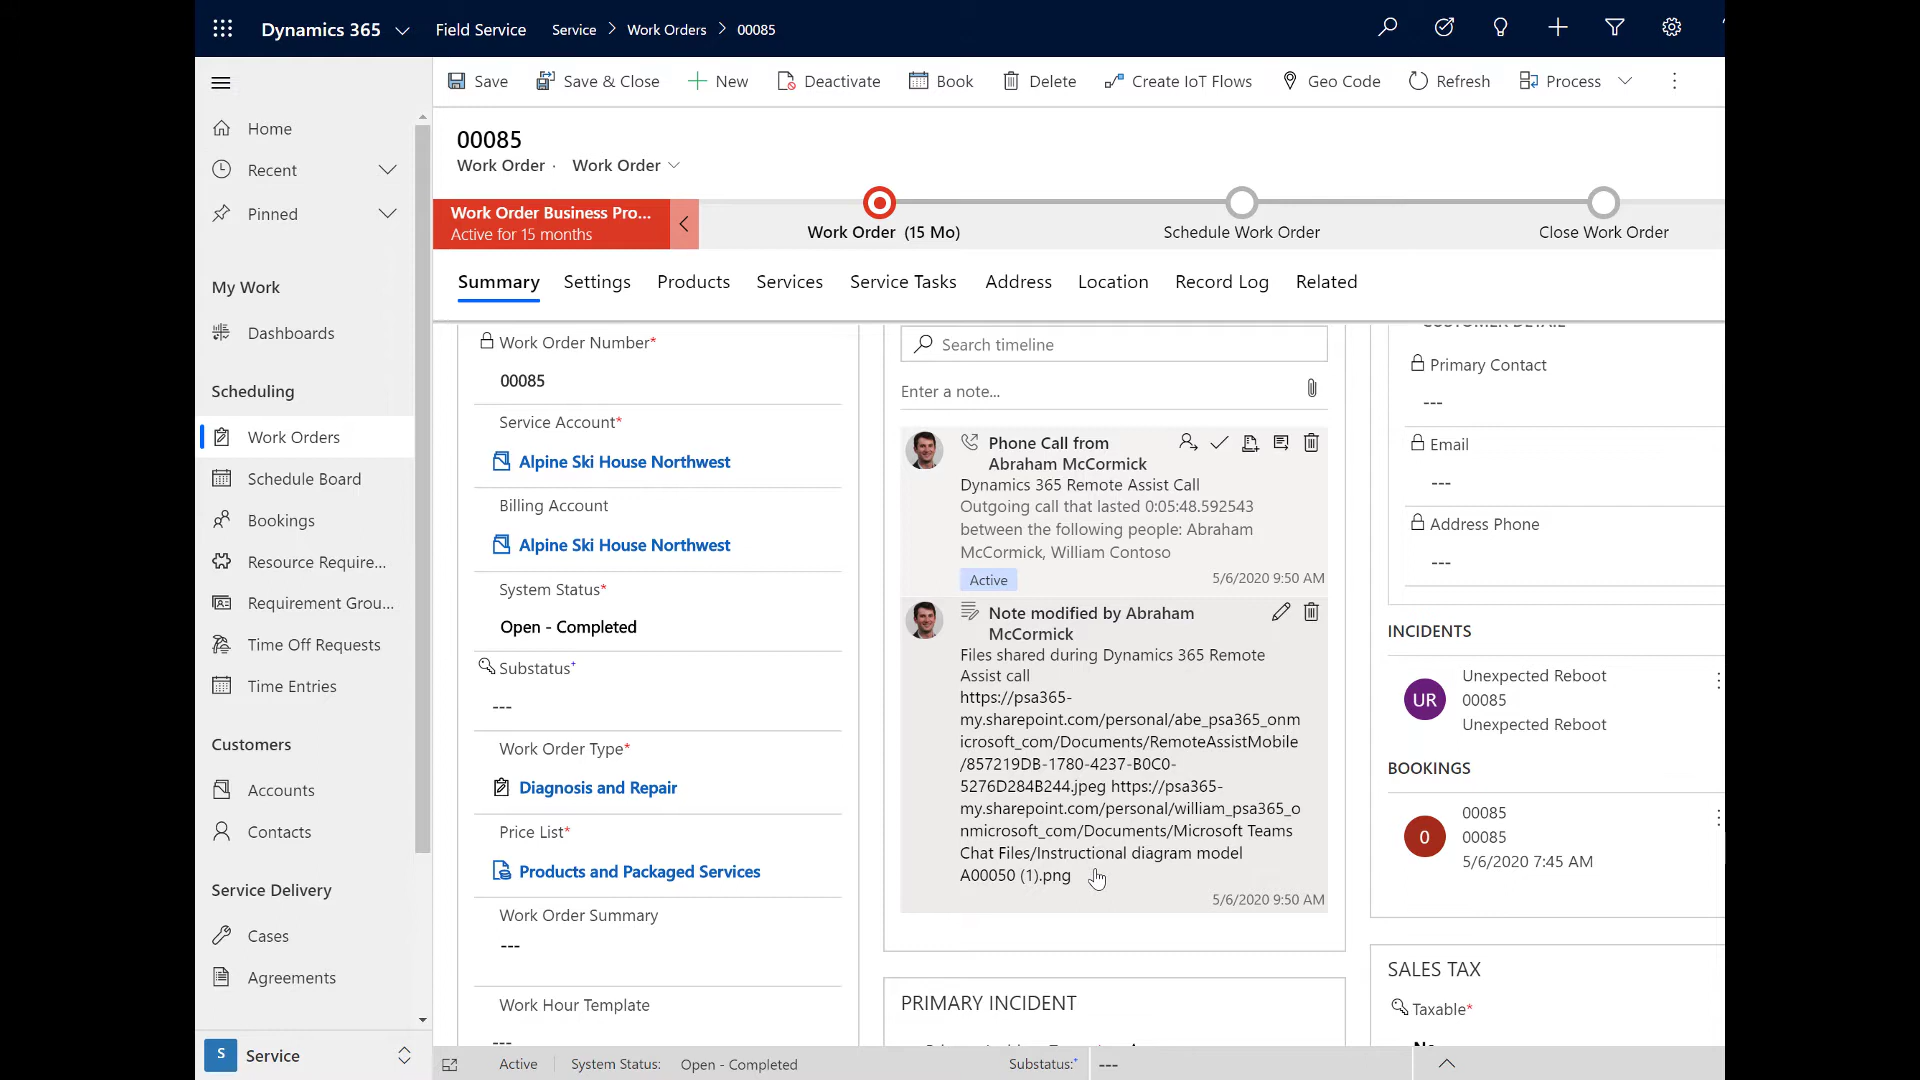 Dynamics 365
Field Service
Service
Work Orders
00085
Save
Save & Close
New
Deactivate
Book
Delete
Create IoT Flows
Geo Code
Refresh
Process
Home
Recent
Pinned
My Work
Dashboards
Scheduling
Work Orders
Schedule Board
Bookings
Resource Require...
Requirement Grou...
Time Off Requests
Time Entries
Customers
Accounts
Contacts
Service Delivery
Cases
Agreements
S
Service
00085
Work Order · Work Order
Work Order Business Pro...
Active for 15 months
Work Order (15 Mo)
Schedule Work Order
Close Work Order
Summary
Settings
Products
Services
Service Tasks
Address
Location
Record Log
Related
Work Order Number*
00085
Service Account*
Alpine Ski House Northwest
Billing Account
Alpine Ski House Northwest
System Status*
Open - Completed
Substatus+
---
Work Order Type*
Diagnosis and Repair
Price List*
Products and Packaged Services
Work Order Summary
---
Work Hour Template
---
Search timeline
Enter a note...
Phone Call from
Abraham McCormick
Dynamics 365 Remote Assist Call
Outgoing call that lasted 0:05:48.592543
between the following people: Abraham
McCormick, William Contoso
Active
5/6/2020 9:50 AM
Note modified by Abraham
McCormick
Files shared during Dynamics 365 Remote
Assist call
https://psa365-
my.sharepoint.com/personal/abe_psa365_onm
icrosoft_com/Documents/RemoteAssistMobile
/857219DB-1780-4237-B0C0-
5276D284B244.jpeg https://psa365-
my.sharepoint.com/personal/william_psa365_o
nmicrosoft_com/Documents/Microsoft Teams
Chat Files/Instructional diagram model
A00050 (1).png
5/6/2020 9:50 AM
PRIMARY INCIDENT
CUSTOMER DETAIL
Primary Contact
---
Email
---
Address Phone
---
INCIDENTS
UR
Unexpected Reboot
00085
Unexpected Reboot
BOOKINGS
0
00085
00085
5/6/2020 7:45 AM
SALES TAX
Taxable*
No
Active
System Status:
Open - Completed
Substatus:+
---